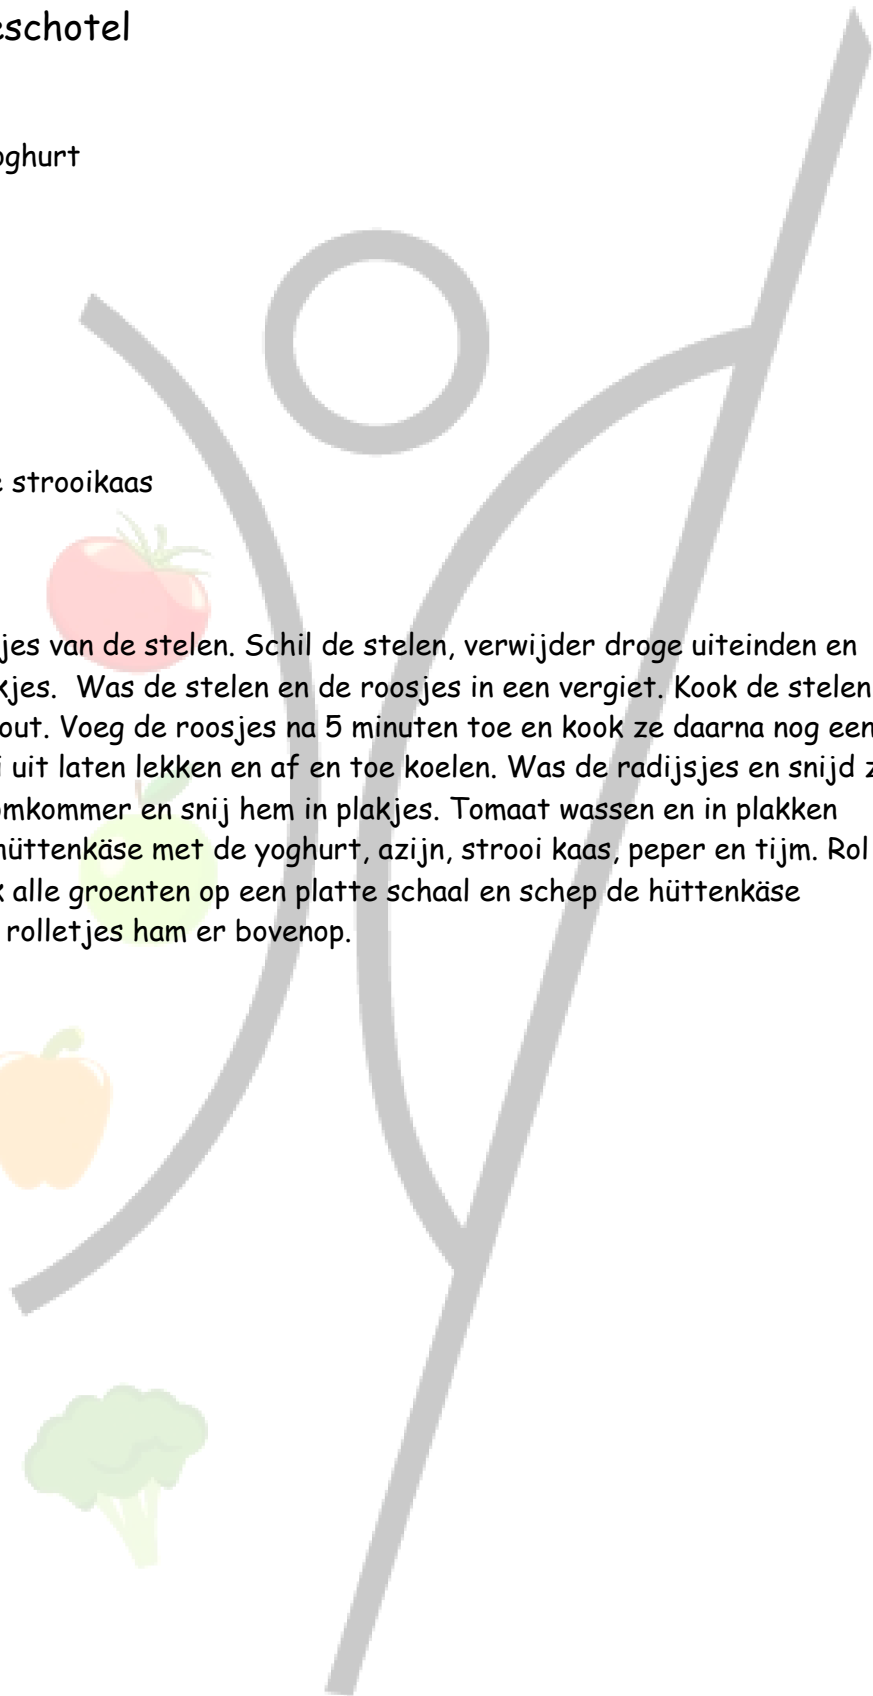 eschotel
oghurt
e strooikaas
jes van de stelen. Schil de stelen, verwijder droge uiteinden en
kjes. Was de stelen en de roosjes in een vergiet. Kook de stelen
out. Voeg de roosjes na 5 minuten toe en kook ze daarna nog een
i uit laten lekken en af en toe koelen. Was de radijsjes en snijd z
omkommer en snij hem in plakjes. Tomaat wassen en in plakken
hüttenkäse met de yoghurt, azijn, strooi kaas, peper en tijm. Rol
k alle groenten op een platte schaal en schep de hüttenkäse
rolletjes ham er bovenop.